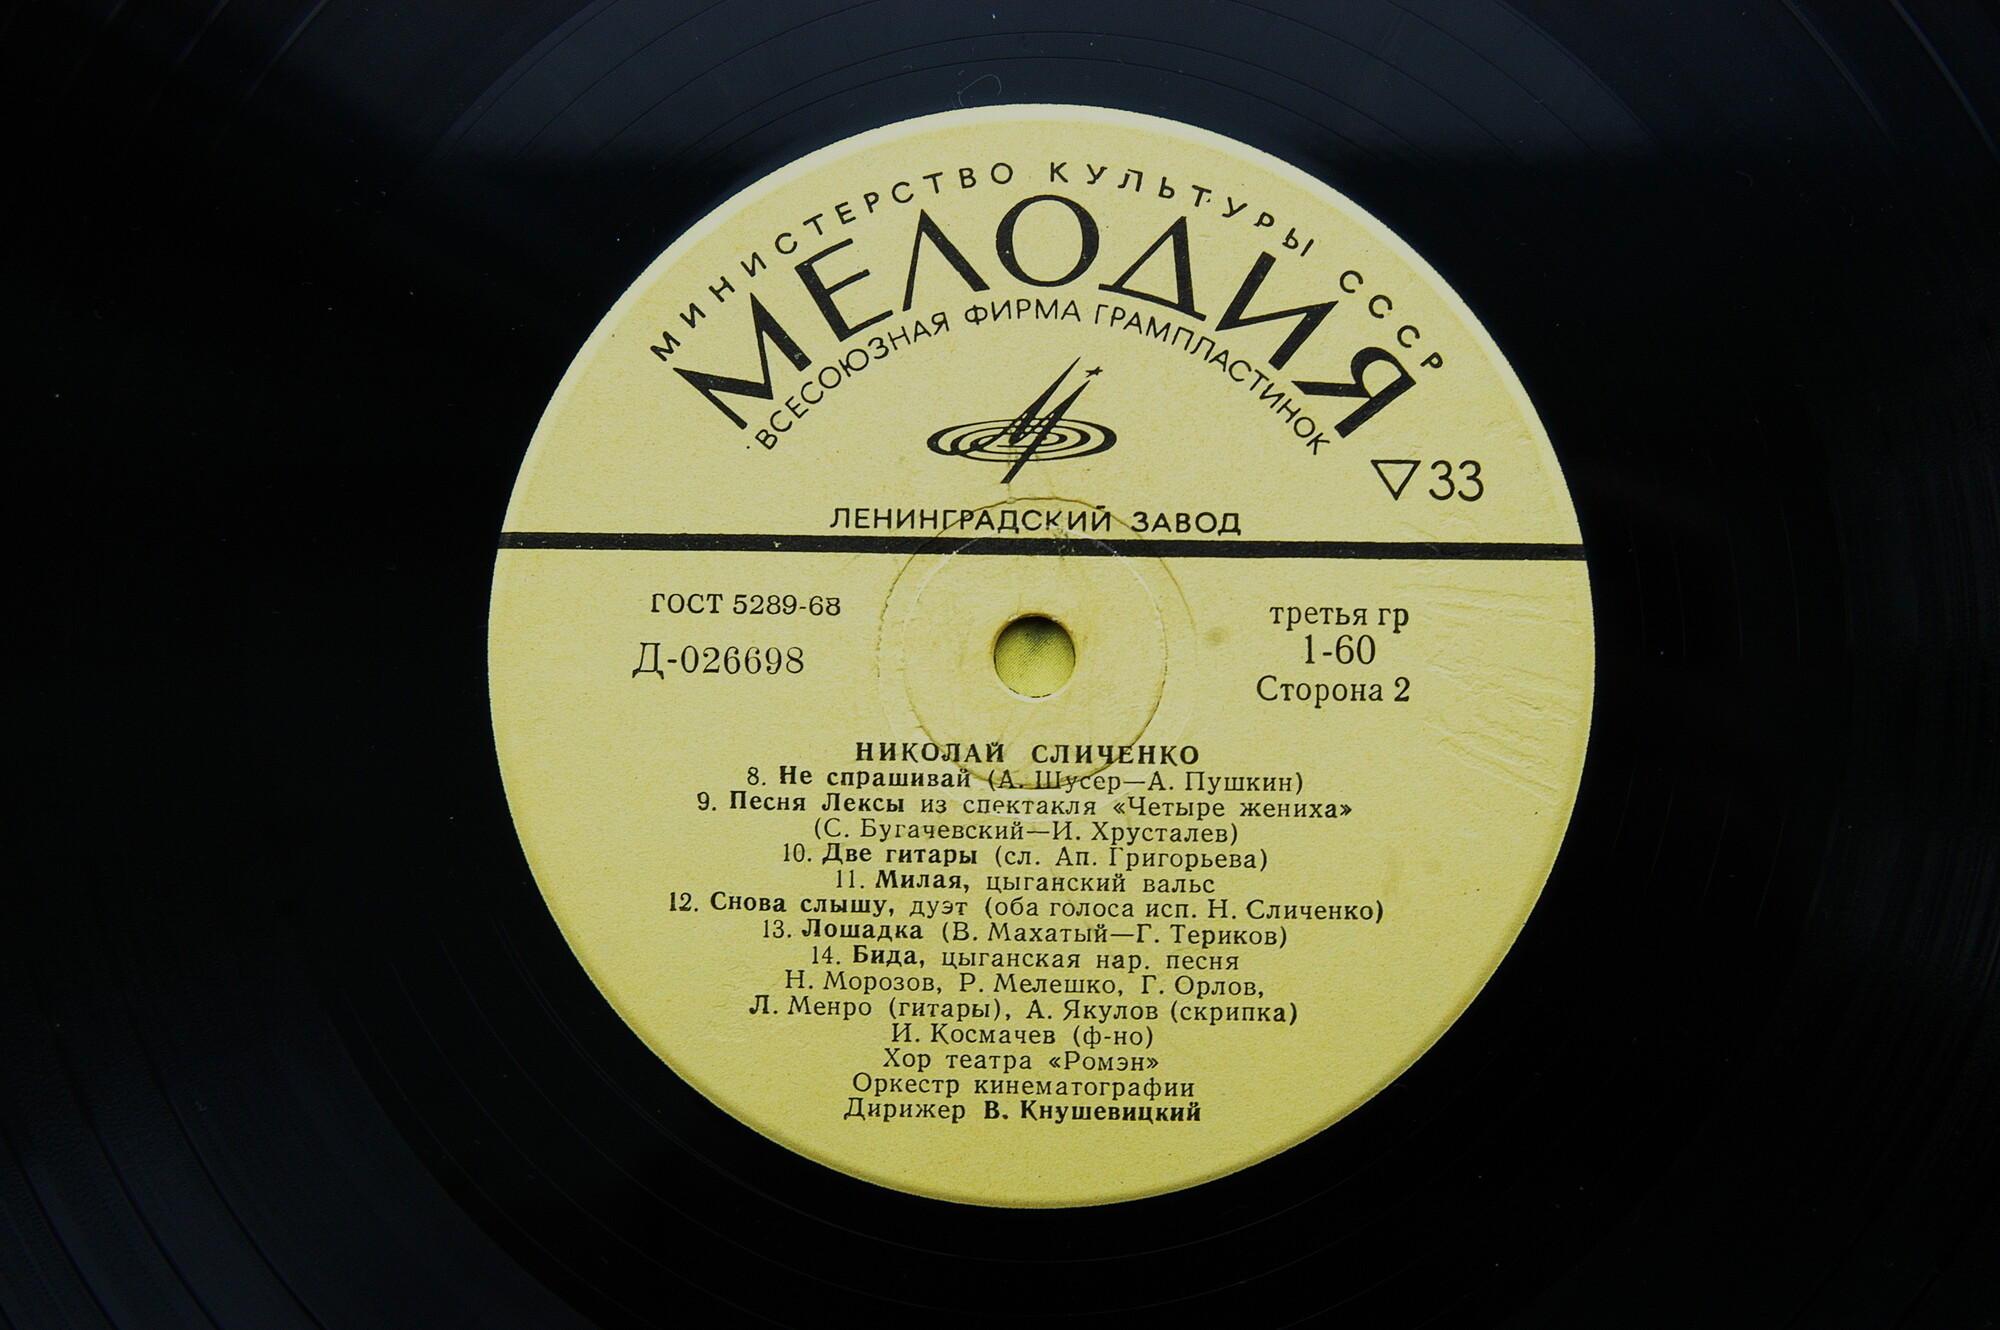 МИНИСТЕРСТВО КУЛЬТУРЫ СССР
МЕЛОДИЯ
ВСЕСОЮЗНАЯ ФИРМА ГРАМПЛАСТИНОК
33
ЛЕНИНГРАДСКИЙ ЗАВОД
ГОСТ 5289-68
Д-026698
третья гр
1-60
Сторона 2
НИКОЛАЙ СЛИЧЕНКО
8. Не спрашивай (А. Шусер—А. Пушкин)
9. Песня Лексы из спектакля «Четыре жениха»
(С. Бугачевский—И. Хрусталев)
10. Две гитары (сл. Ап. Григорьева)
11. Милая, цыганский вальс
12. Снова слышу, дуэт (оба голоса исп. Н. Сличенко)
13. Лошадка (В. Махатый—Г. Териков)
14. Бида, цыганская нар. песня
Н. Морозов, Р. Мелешко, Г. Орлов,
Л. Менро (гитары), А. Якулов (скрипка)
И. Космачев (ф-но)
Хор театра «Ромэн»
Оркестр кинематографии
Дирижер В. Кнушевицкий